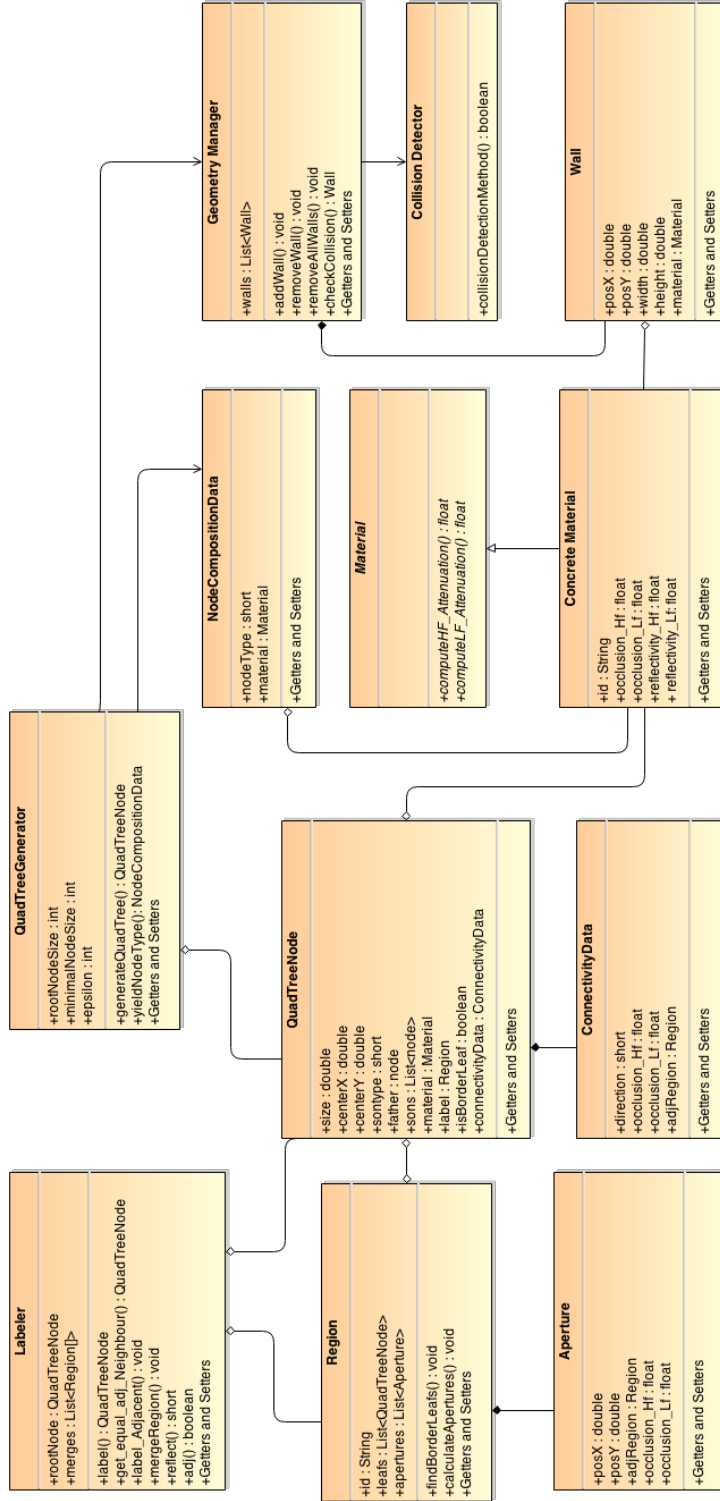 Labeler
+rootNode : QuadTreeNode
+merges : List<Region[]>
+label() : QuadTreeNode
+get_equal_adj_Neighbour() : QuadTreeNode
+label_Adjacent() : void
+mergeRegion() : void
+reflect() : short
+adj() : boolean
+Getters and Setters
QuadTreeGenerator
+rootNodeSize : int
+minimalNodeSize : int
+epsilon : int
+generateQuadTree() : QuadTreeNode
+yieldNodeType(): NodeCompositionData
+Getters and Setters
NodeCompositionData
+nodeType : short
+material : Material
+Getters and Setters
Geometry Manager
+walls : List<Wall>
+addWall() : void
+removeWall() : void
+removeAllWalls() : void
+checkCollision() : Wall
+Getters and Setters
Region
+id : String
+leafs : List<QuadTreeNode>
+apertures : List<Aperture>
+findBorderLeafs() : void
+calculateApertures() : void
+Getters and Setters
QuadTreeNode
+size : double
+centerX : double
+centerY : double
+sontype : short
+father : node
+sons : List<node>
+material : Material
+label : Region
+isBorderLeaf : boolean
+connectivityData : ConnectivityData
+Getters and Setters
Material
+computeHF_Attenuation() : float
+computeLF_Attenuation() : float
Collision Detector
+collisionDetectionMethod() : boolean
Aperture
+posX : double
+posY : double
+adjRegion : Region
+occlusion_Hf : float
+occlusion_Lf : float
+Getters and Setters
ConnectivityData
+direction : short
+occlusion_Hf : float
+occlusion_Lf : float
+adjRegion : Region
+Getters and Setters
Concrete Material
+id : String
+occlusion_Hf : float
+occlusion_Lf : float
+reflectivity_Hf : float
+ reflectivity_Lf: float
+Getters and Setters
Wall
+posX : double
+posY : double
+width : double
+height : double
+material : Material
+Getters and Setters